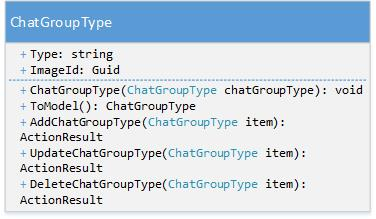 ChatGroupType
+ Type: string
+ ImageId: Guid
+ ChatGroupType(ChatGroupType chatGroupType): void
+ ToModel(): ChatGroupType
+ AddChatGroupType(ChatGroupType item):
ActionResult
+ UpdateChatGroupType(ChatGroupType item):
ActionResult
+ DeleteChatGroupType(ChatGroupType item):
ActionResult